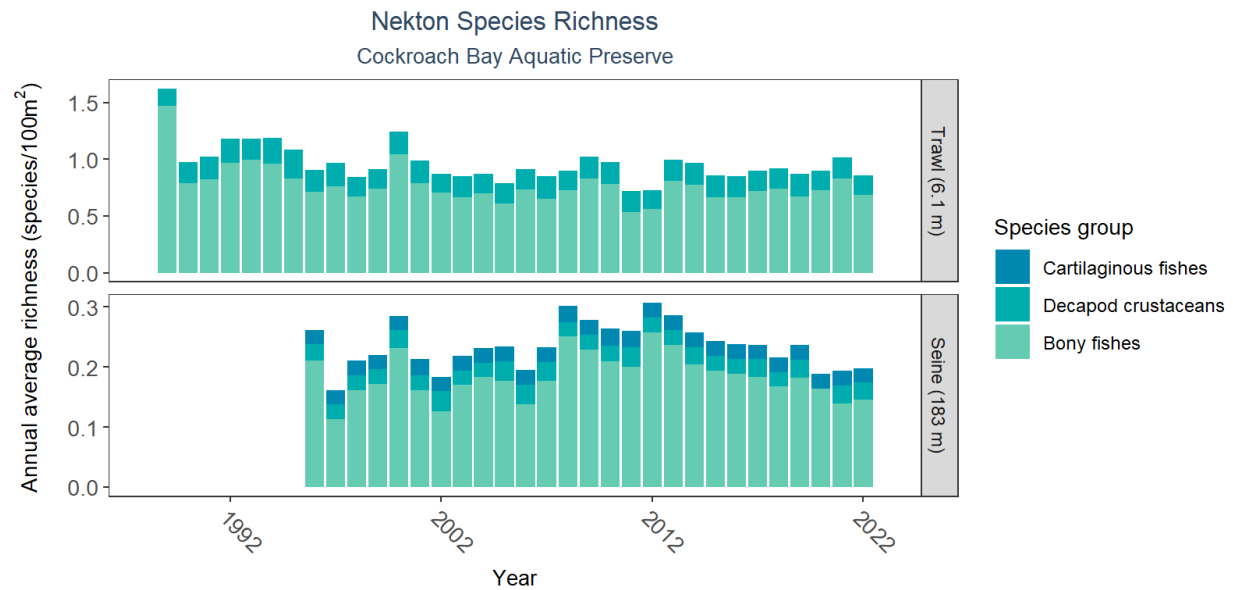 Nekton Species Richness
Cockroach Bay Aquatic Preserve
Annual average richness (species/100m²)
1.5
1.0
0.5
0.0
Trawl (6.1 m)
0.3
0.2
0.1
0.0
Seine (183 m)
1992
2002
2012
2022
Year
Species group
Cartilaginous fishes
Decapod crustaceans
Bony fishes